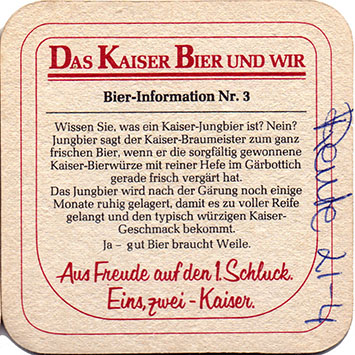 DAS KAISER BIER UND WIR
Bier-Information Nr. 3
Wissen Sie, was ein Kaiser-Jungbier ist? Nein?
Jungbier sagt der Kaiser-Braumeister zum ganz
frischen Bier, wenn er die sorgfältig gewonnene
Kaiser-Bierwürze mit reiner Hefe im Gärbottich
gerade frisch vergärt hat.
Das Jungbier wird nach der Gärung noch einige
Monate ruhig gelagert, damit es zu voller Reife
gelangt und den typisch würzigen Kaiser-
Geschmack bekommt.
Ja – gut Bier braucht Weile.
Aus Freude auf den 1. Schluck.
Eins, zwei - Kaiser.
21-4